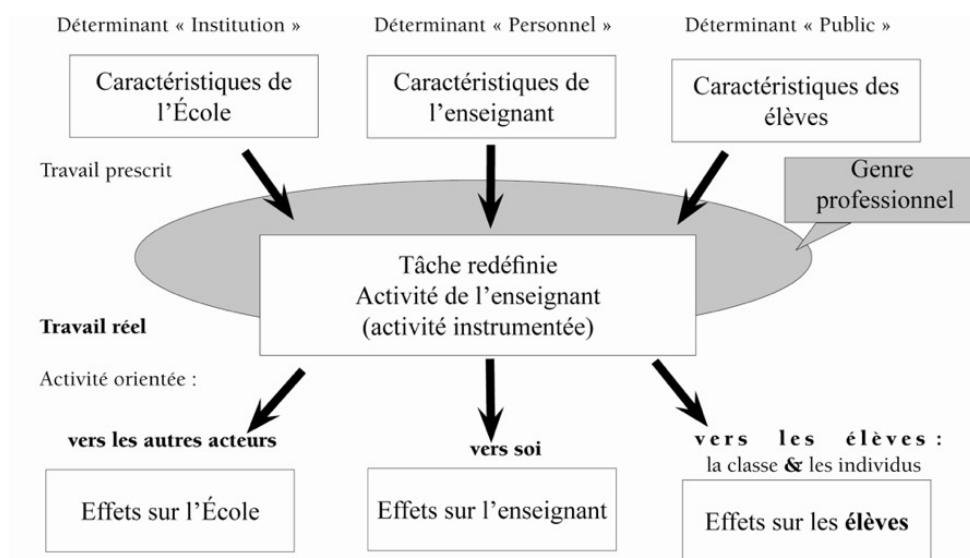 Déterminant « Institution »
Déterminant « Personnel »
Déterminant « Public »
Caractéristiques de
l’École
Caractéristiques de
l’enseignant
Caractéristiques des
élèves
Travail prescrit
Genre
professionnel
Tâche redéfinie
Activité de l’enseignant
(activité instrumentée)
Travail réel
Activité orientée :
vers les autres acteurs
vers soi
vers les élèves :
la classe & les individus
Effets sur l’École
Effets sur l’enseignant
Effets sur les élèves